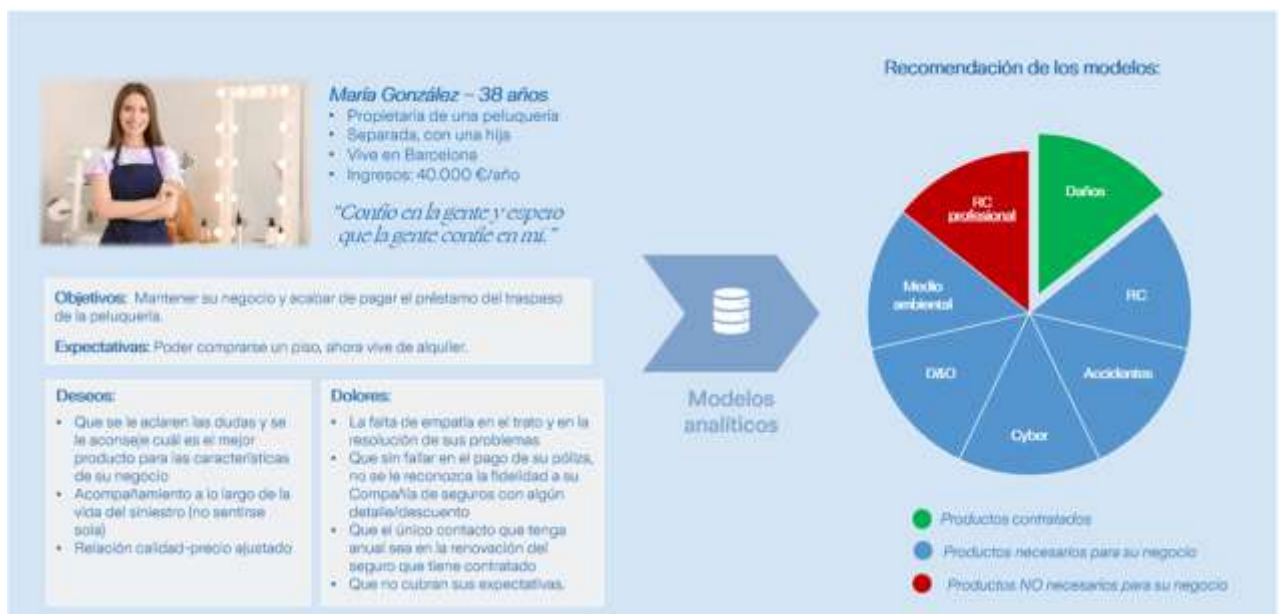 Recomendación de los modelos:
María González – 38 años
• Propietaria de una peluquería
• Separada, con una hija
• Vive en Barcelona
• Ingresos: 40.000 €/año
"Confío en la gente y espero
que la gente confíe en mi."
Objetivos: Mantener su negocio y acabar de pagar el préstamo del traspaso
de la peluquería.
Expectativas: Poder comprarse un piso, ahora vive de alquiler.
Deseos:
• Que se le aclaren las dudas y se
le aconseje cuál es el mejor
producto para las características
de su negocio
• Acompañamiento a lo largo de la
vida del siniestro (no sentirse
sola)
• Relación calidad-precio ajustado
Dolores:
• La falta de empatía en el trato y en la
resolución de sus problemas
• Que sin fallar en el pago de su póliza,
no se le reconozca la fidelidad a su
Compañía de seguros con algún
detalle/descuento
• Que el único contacto que tenga
anual sea en la renovación del
seguro que tiene contratado
• Que no cubran sus expectativas.
Modelos
analíticos
Daños
RC
Accidentes
Cyber
D&O
Medio
ambiental
RC
profesional
Productos contratados
Productos necesarios para su negocio
Productos NO necesarios para su negocio